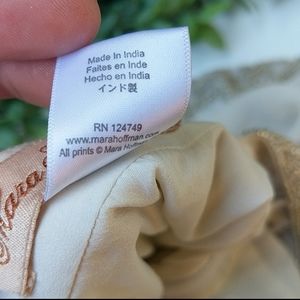 Made In India
Faites en Inde
Hecho en India
インド製
RN 124749
www.marahoffman.com
All prints © Mara Hoffman
Mara